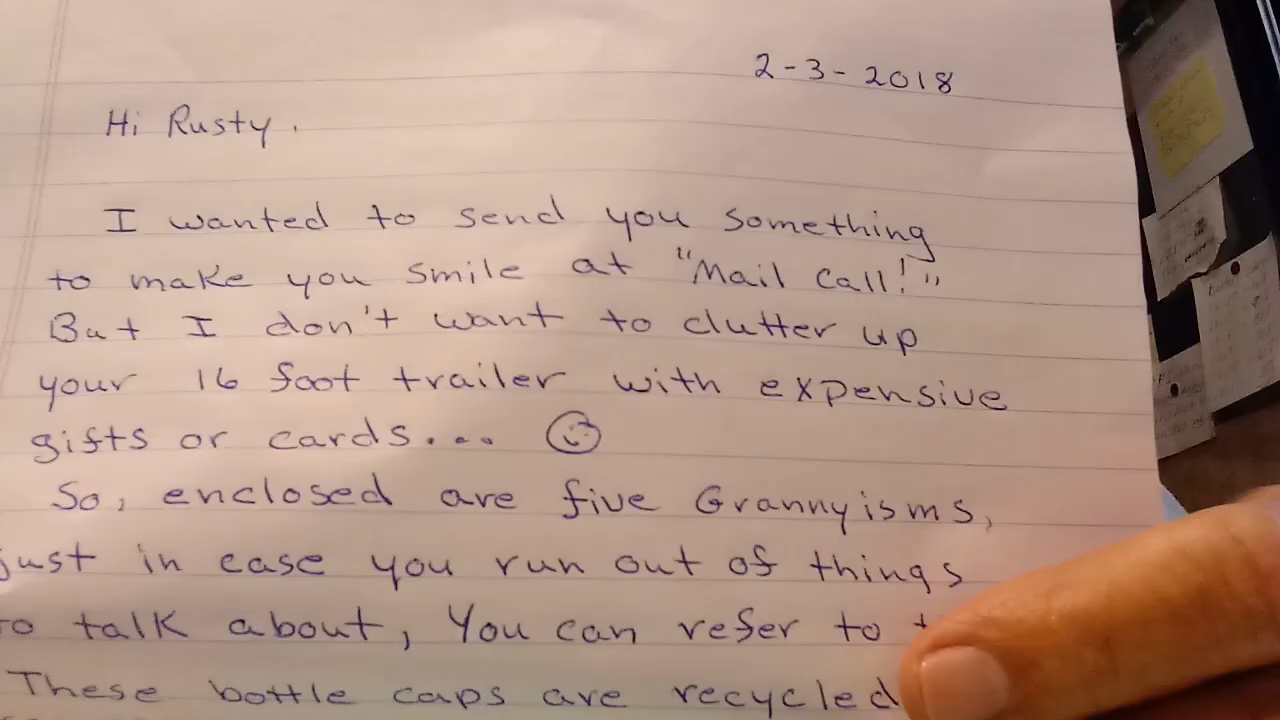 2-3-2018
Hi Rusty.
I wanted to send you something
to make you smile at "Mail Call!"
But I don't want to clutter up
your 16 foot trailer with expensive
gifts or cards...
So, enclosed are five Grannyisms,
just in case you run out of things
to talk about, You can refer to
These bottle caps are recycled